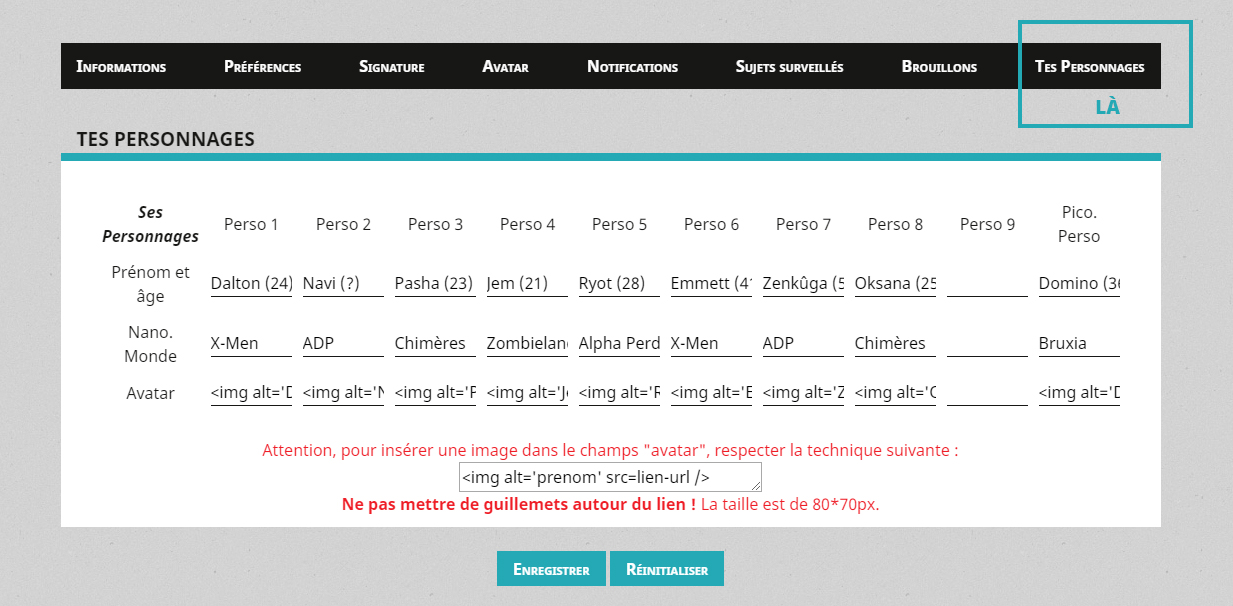 Informations Préférences Signature Avatar Notifications Sujets surveillés Brouillons Tes Personnages
LÀ
TES PERSONNAGES
Ses Personnages Perso 1 Perso 2 Perso 3 Perso 4 Perso 5 Perso 6 Perso 7 Perso 8 Perso 9 Pico. Perso
Prénom et âge Dalton (24) Navi (?) Pasha (23) Jem (21) Ryot (28) Emmett (41 Zenkûga (5 Oksana (25 Domino (36
Nano. Monde X-Men ADP Chimères Zombieland Alpha Perd X-Men ADP Chimères Bruxia
Avatar <img alt='D <img alt='N <img alt='P <img alt='Je <img alt='R <img alt='E <img alt='Z <img alt='O <img alt='D
Attention, pour insérer une image dans le champs "avatar", respecter la technique suivante :
<img alt='prenom' src=lien-url />
Ne pas mettre de guillemets autour du lien ! La taille est de 80*70px.
Enregistrer Réinitialiser